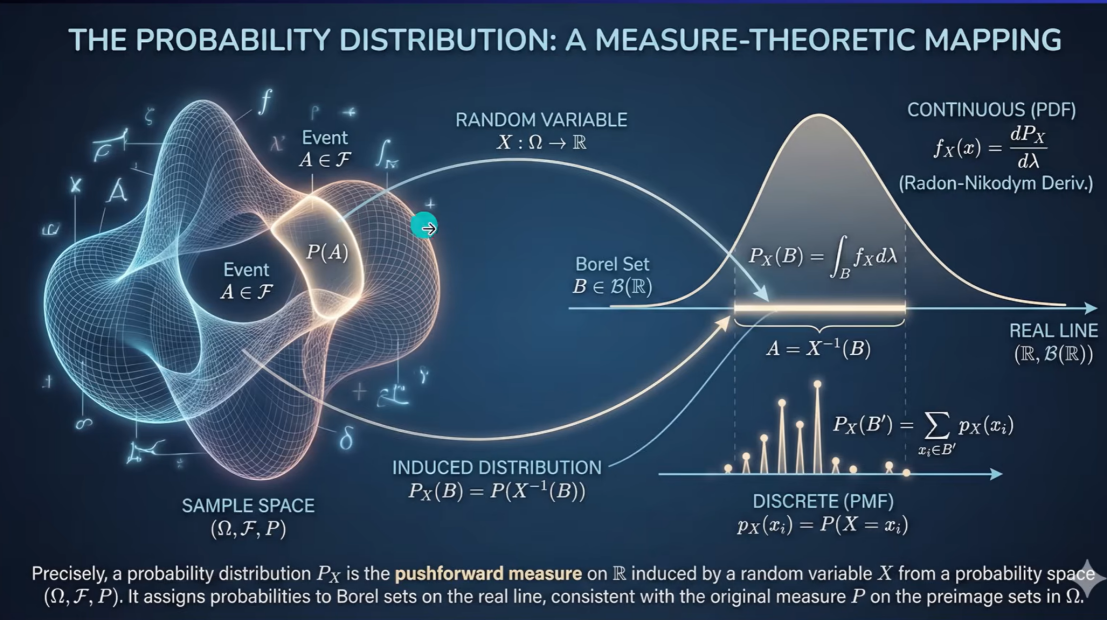 THE PROBABILITY DISTRIBUTION: A MEASURE-THEORETIC MAPPING
f
Event
A ∈ ℱ
P(A)
Event
A ∈ ℱ
A
δ
SAMPLE SPACE
(Ω, ℱ, P)
RANDOM VARIABLE
X : Ω → ℝ
INDUCED DISTRIBUTION
P_X(B) = P(X⁻¹(B))
Borel Set
B ∈ ℬ(ℝ)
CONTINUOUS (PDF)
f_X(x) = dP_X/dλ
(Radon-Nikodym Deriv.)
P_X(B) = ∫_B f_X dλ
REAL LINE
(ℝ, ℬ(ℝ))
A = X⁻¹(B)
P_X(B′) = ∑_{x_i∈B′} p_X(x_i)
DISCRETE (PMF)
p_X(x_i) = P(X = x_i)
Precisely, a probability distribution P_X is the pushforward measure on ℝ induced by a random variable X from a probability space
(Ω, ℱ, P). It assigns probabilities to Borel sets on the real line, consistent with the original measure P on the preimage sets in Ω.